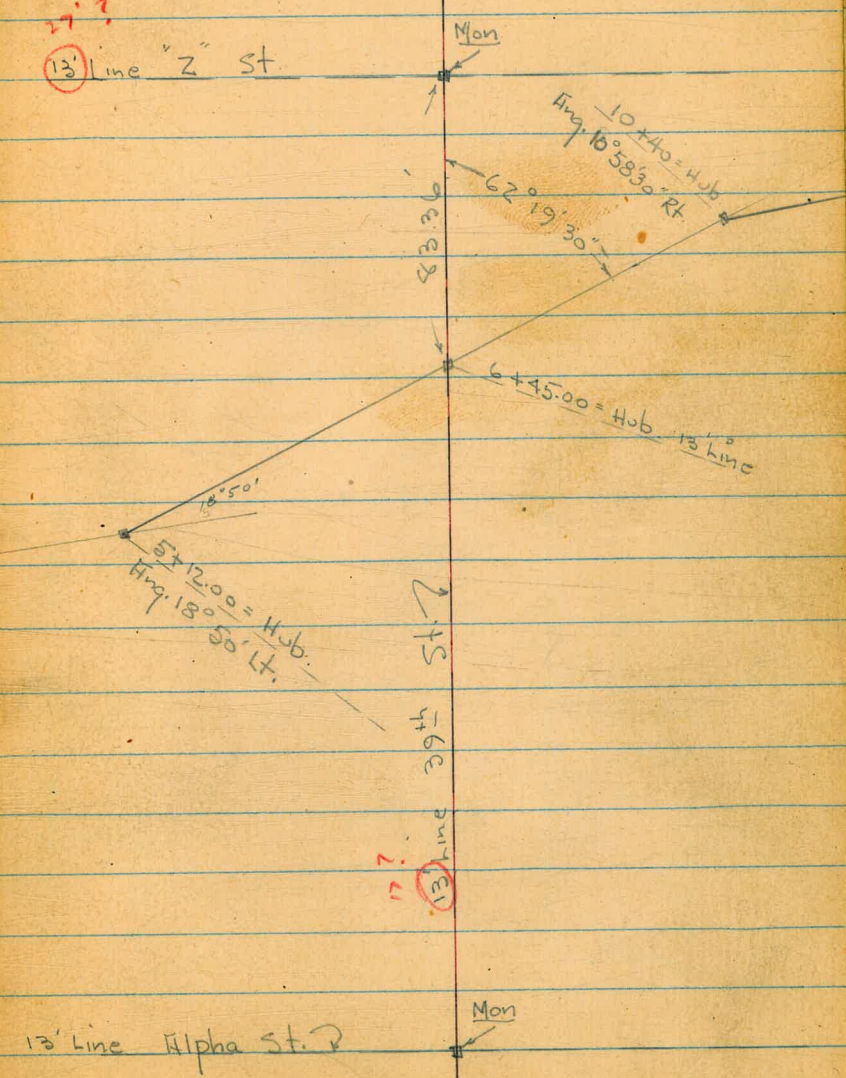 27' ?
Mon
13' Line "Z" St
10+40 = Hub
Ang. 10°58'30" Rt
62°19'30"
83.36'
6+45.00 = Hub. 13' Line
18°50'
5+12.00 = Hub.
Ang. 18°50' Lt.
13' Line 39th St.
17 ?
Mon
13' Line Alpha St.